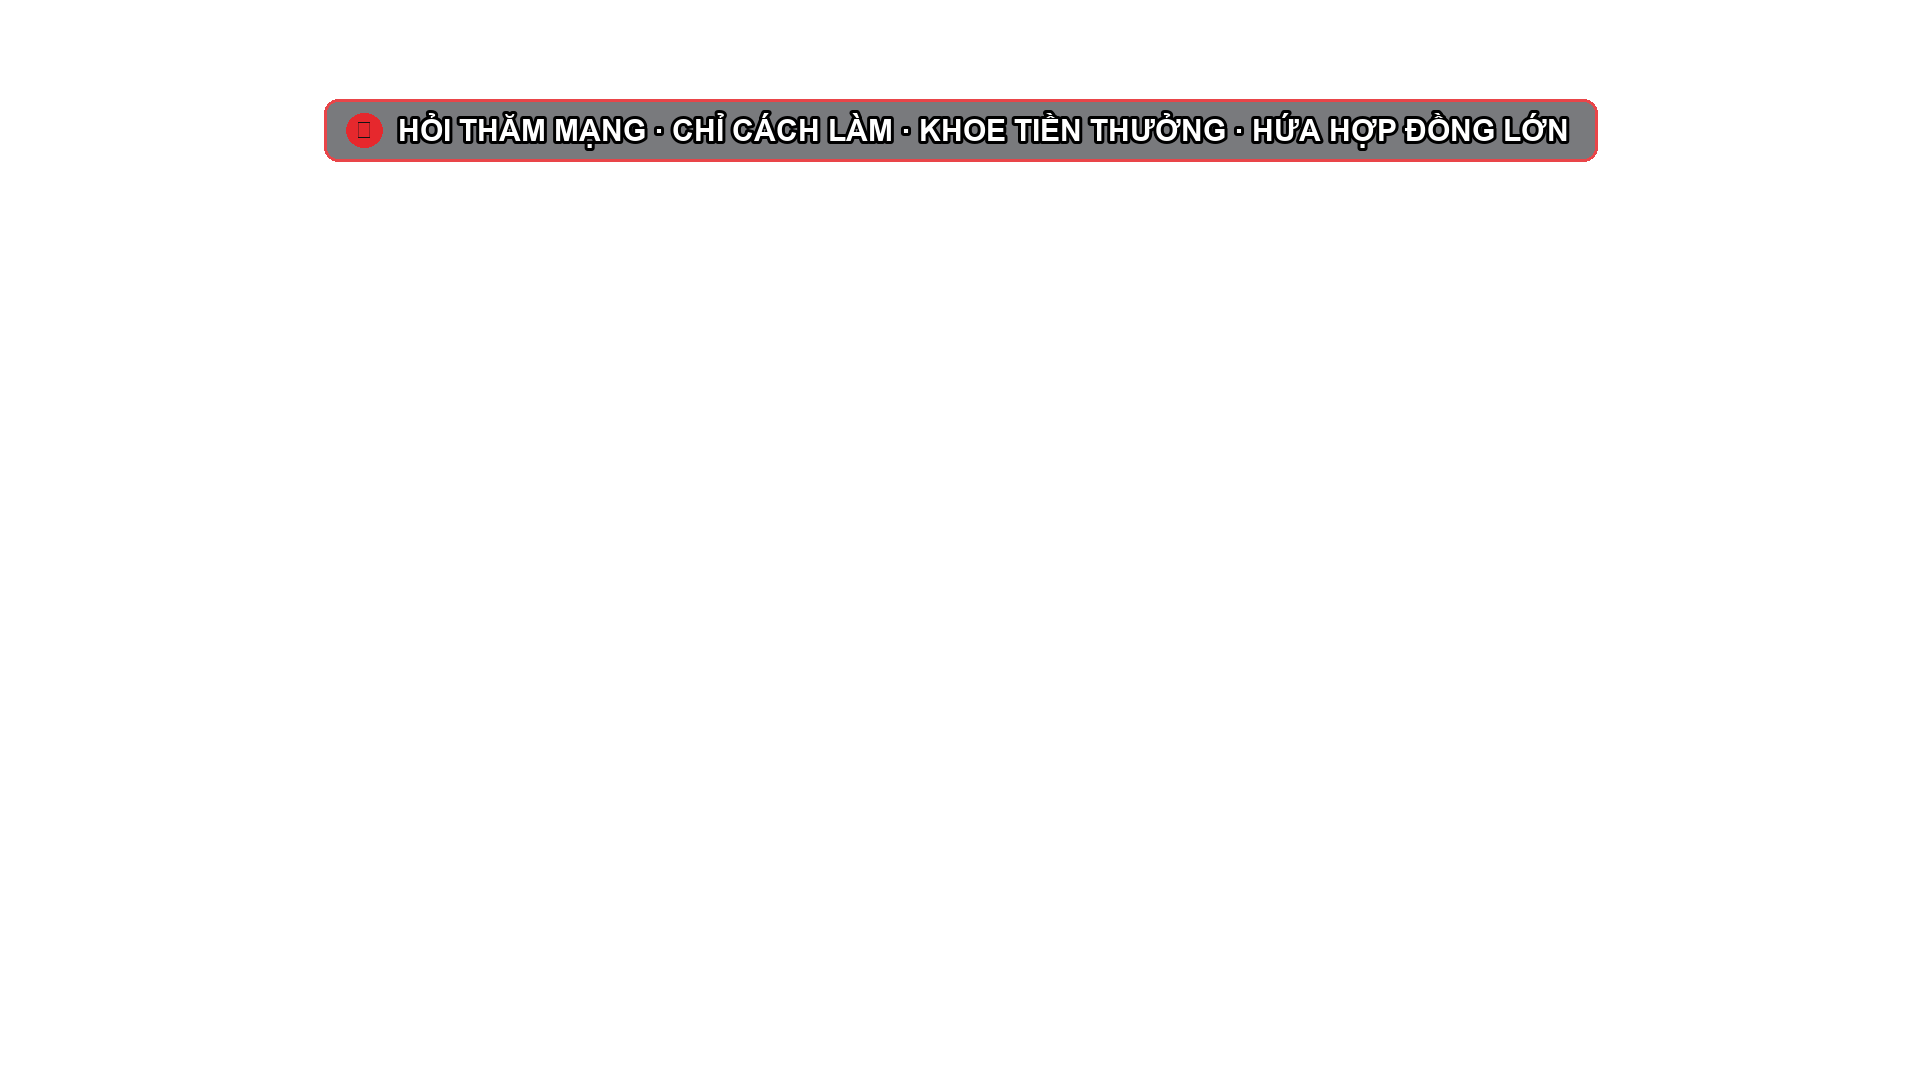 HỎI THĂM MẠNG · CHỈ CÁCH LÀM · KHOE TIỀN THƯỞNG · HỨA HỢP ĐỒNG LỚN